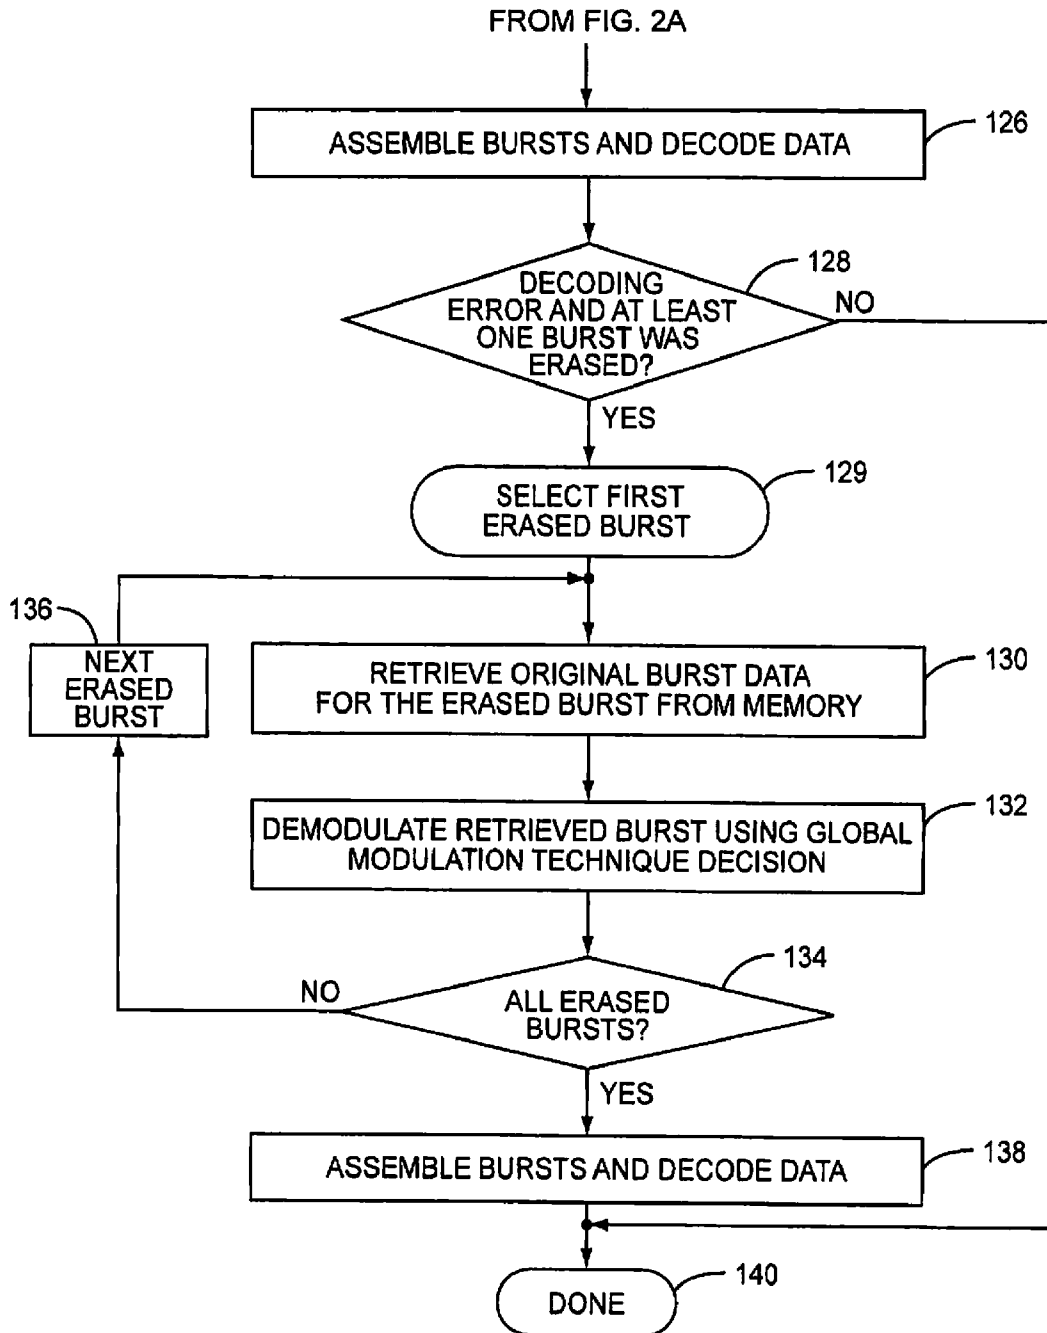 FROM FIG. 2A
ASSEMBLE BURSTS AND DECODE DATA
126
DECODING
ERROR AND AT LEAST
ONE BURST WAS
ERASED?
128
NO
YES
SELECT FIRST
ERASED BURST
129
136
NEXT
ERASED
BURST
RETRIEVE ORIGINAL BURST DATA
FOR THE ERASED BURST FROM MEMORY
130
DEMODULATE RETRIEVED BURST USING GLOBAL
MODULATION TECHNIQUE DECISION
132
NO
ALL ERASED
BURSTS?
134
YES
ASSEMBLE BURSTS AND DECODE DATA
138
DONE
140